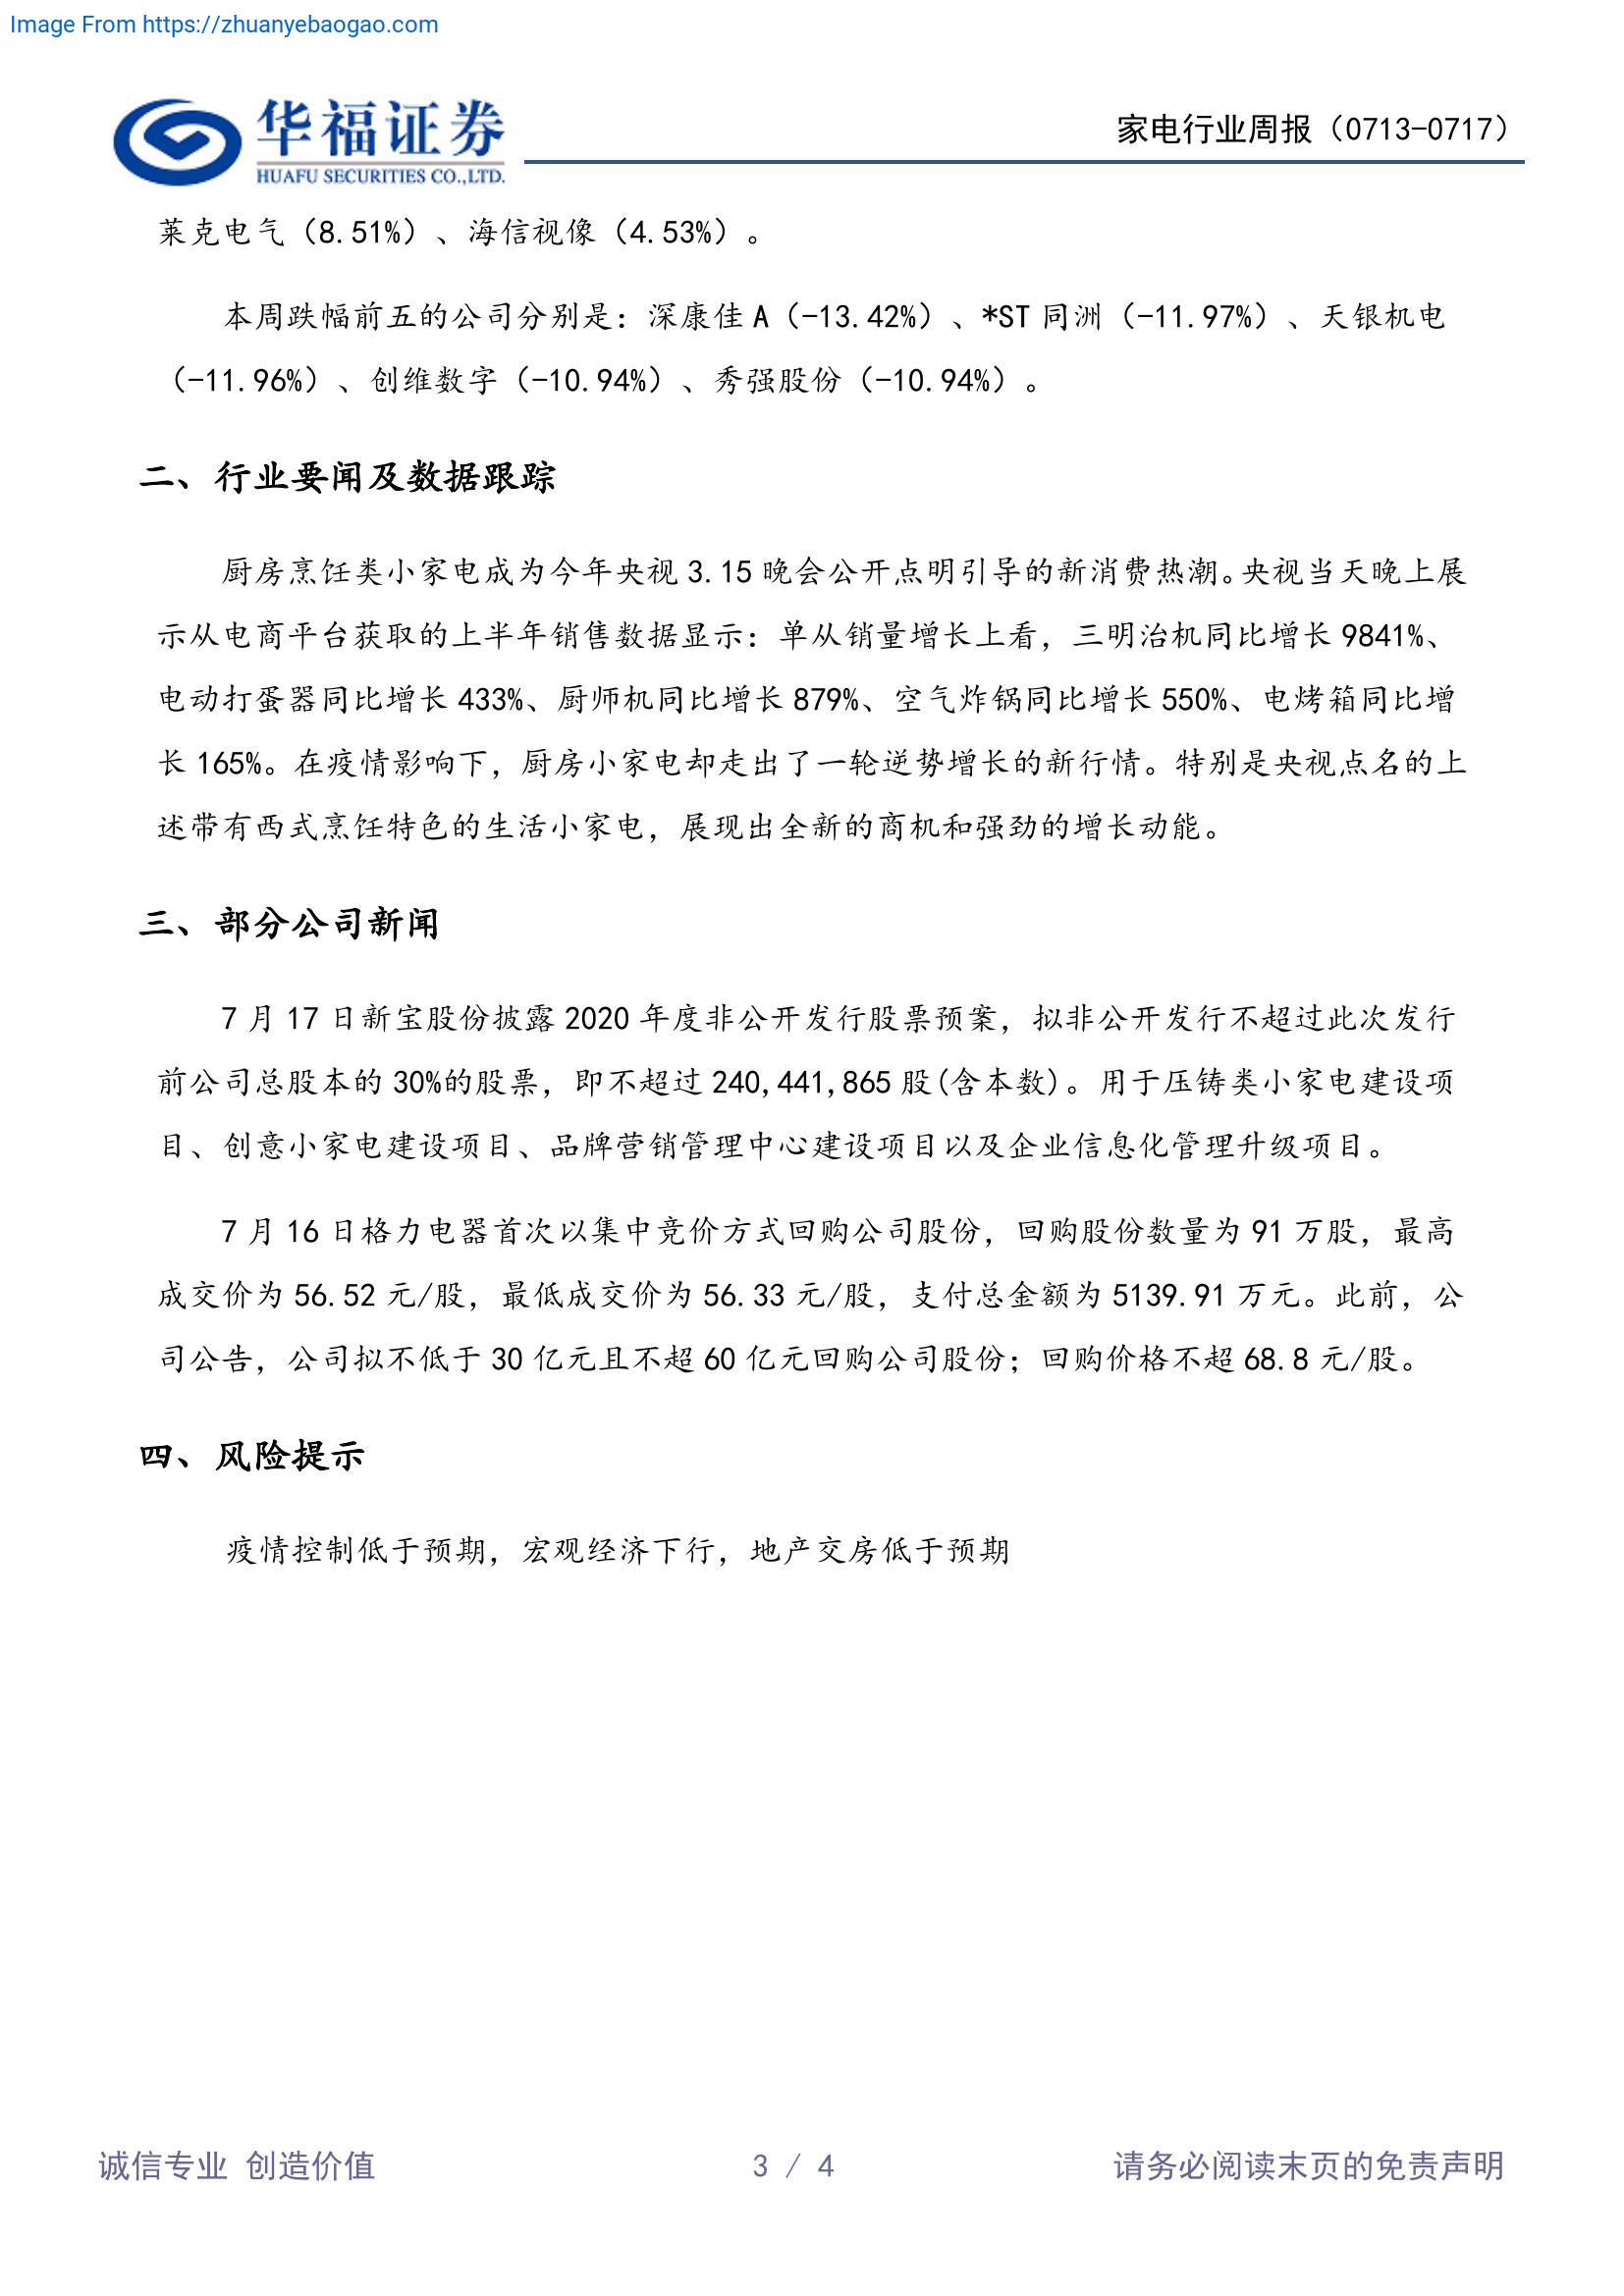 Image From https://zhuanyebaogao.com
华福证券
HUAFU SECURITIES CO.,LTD.
家电行业周报（0713-0717）
莱克电气（8.51%）、海信视像（4.53%）。
本周跌幅前五的公司分别是：深康佳 A（-13.42%）、*ST 同洲（-11.97%）、天银机电
（-11.96%）、创维数字（-10.94%）、秀强股份（-10.94%）。
二、行业要闻及数据跟踪
厨房烹饪类小家电成为今年央视 3.15 晚会公开点明引导的新消费热潮。央视当天晚上展
示从电商平台获取的上半年销售数据显示：单从销量增长上看，三明治机同比增长 9841%、
电动打蛋器同比增长 433%、厨师机同比增长 879%、空气炸锅同比增长 550%、电烤箱同比增
长 165%。在疫情影响下，厨房小家电却走出了一轮逆势增长的新行情。特别是央视点名的上
述带有西式烹饪特色的生活小家电，展现出全新的商机和强劲的增长动能。
三、部分公司新闻
7 月 17 日新宝股份披露 2020 年度非公开发行股票预案，拟非公开发行不超过此次发行
前公司总股本的 30%的股票，即不超过 240,441,865 股(含本数)。用于压铸类小家电建设项
目、创意小家电建设项目、品牌营销管理中心建设项目以及企业信息化管理升级项目。
7 月 16 日格力电器首次以集中竞价方式回购公司股份，回购股份数量为 91 万股，最高
成交价为 56.52 元/股，最低成交价为 56.33 元/股，支付总金额为 5139.91 万元。此前，公
司公告，公司拟不低于 30 亿元且不超 60 亿元回购公司股份；回购价格不超 68.8 元/股。
四、风险提示
疫情控制低于预期，宏观经济下行，地产交房低于预期
诚信专业 创造价值
3 / 4
请务必阅读末页的免责声明